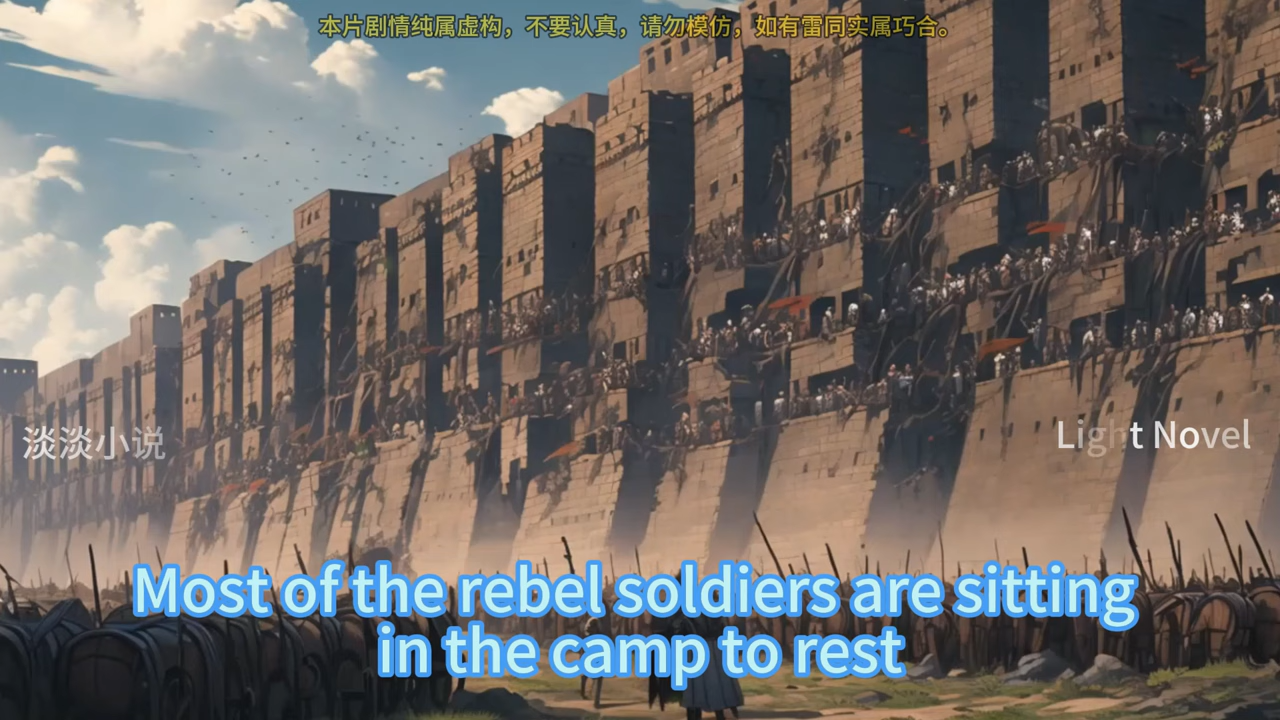 本片剧情纯属虚构，不要认真，请勿模仿，如有雷同实属巧合。
淡淡小说
Light Novel
Most of the rebel soldiers are sitting
in the camp to rest